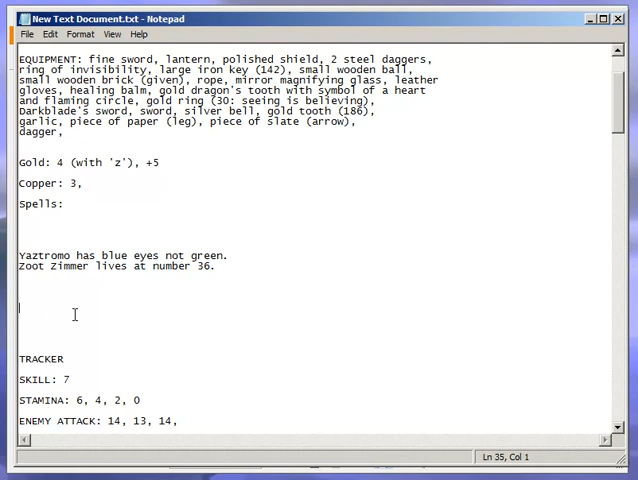 New Text Document.txt - Notepad
File Edit Format View Help
EQUIPMENT: fine sword, lantern, polished shield, 2 steel daggers,
ring of invisibility, large iron key (142), small wooden ball,
small wooden brick (given), rope, mirror magnifying glass, leather
gloves, healing balm, gold dragon's tooth with symbol of a heart
and flaming circle, gold ring (30: seeing is believing),
Darkblade's sword, sword, silver bell, gold tooth (186),
garlic, piece of paper (leg), piece of slate (arrow),
dagger,
Gold: 4 (with 'z'), +5
Copper: 3,
Spells:
Yaztromo has blue eyes not green.
Zoot Zimmer lives at number 36.
TRACKER
SKILL: 7
STAMINA: 6, 4, 2, 0
ENEMY ATTACK: 14, 13, 14,
Ln 35, Col 1